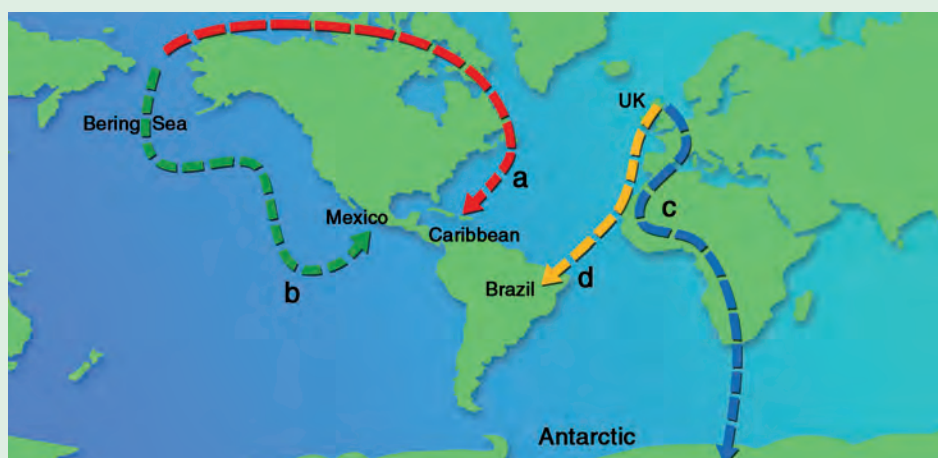 UK
Bering Sea
a
Mexico
c
Caribbean
b
Brazil
d
Antarctic